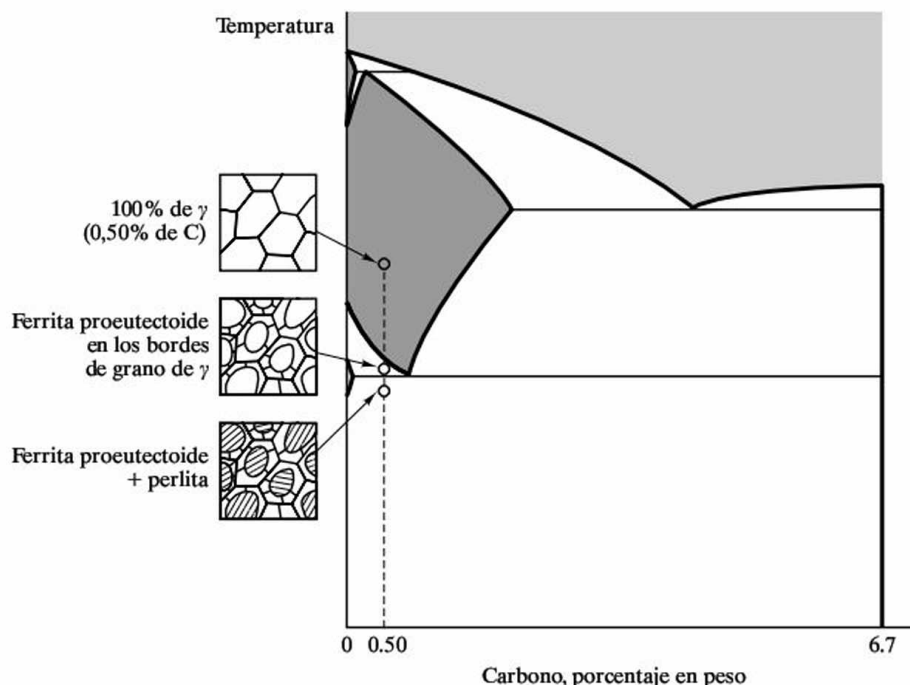 Temperatura
100% de γ
(0,50% de C)
Ferrita proeutectoide
en los bordes
de grano de γ
Ferrita proeutectoide
+ perlita
0 0.50 6.7
Carbono, porcentaje en peso